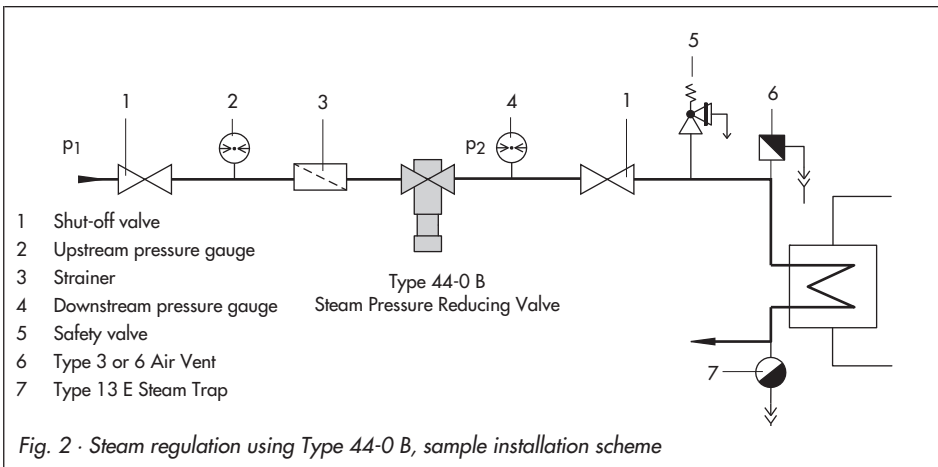 5
1
2
3
4
1
6
p1
p2
1 Shut-off valve
2 Upstream pressure gauge
3 Strainer
4 Downstream pressure gauge
5 Safety valve
6 Type 3 or 6 Air Vent
7 Type 13 E Steam Trap
Type 44-0 B
Steam Pressure Reducing Valve
7
Fig. 2 · Steam regulation using Type 44-0 B, sample installation scheme